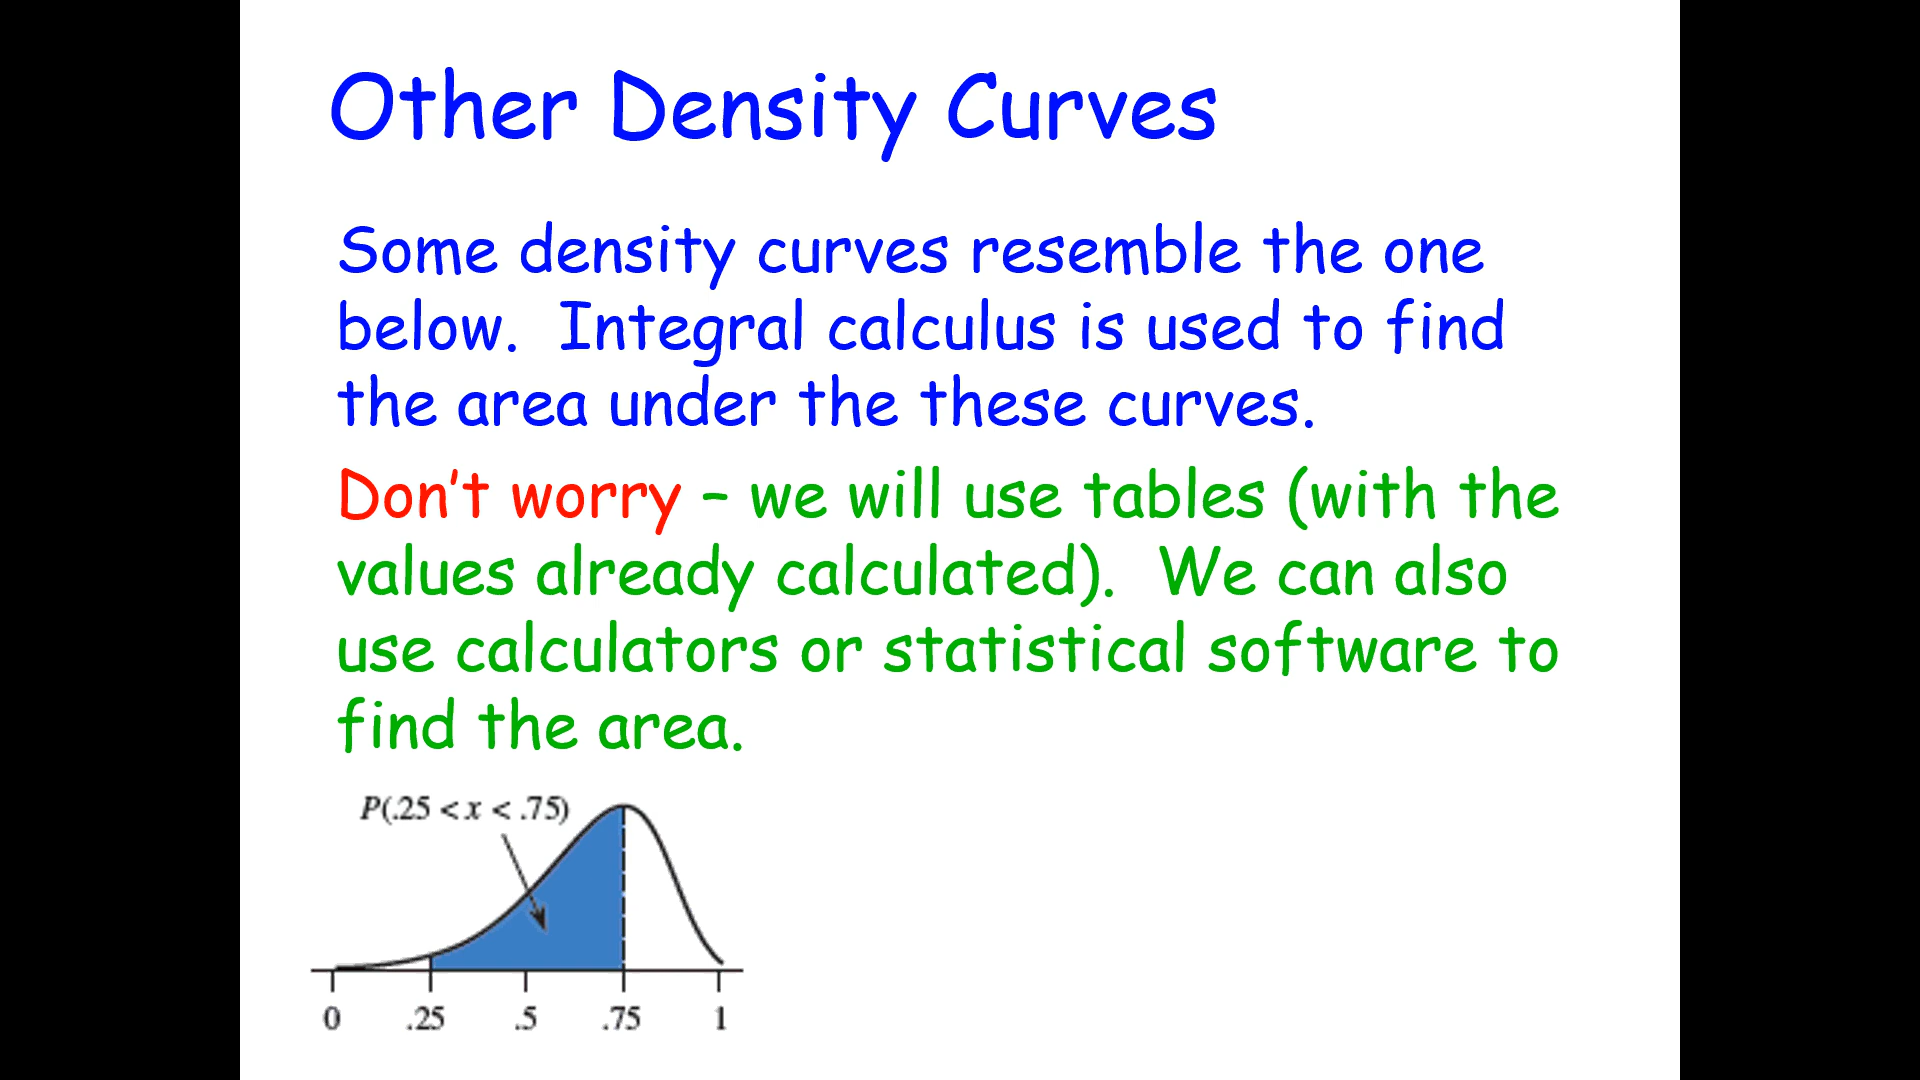 Other Density Curves
Some density curves resemble the one
below. Integral calculus is used to find
the area under the these curves.
Don't worry – we will use tables (with the
values already calculated). We can also
use calculators or statistical software to
find the area.
P(.25 < x < .75)
0 .25 .5 .75 1